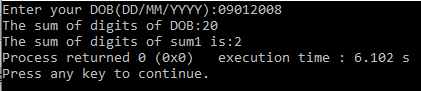 Enter your DOB(DD/MM/YYYY):09012008
The sum of digits of DOB:20
The sum of digits of sum1 is:2
Process returned 0 (0x0)   execution time : 6.102 s
Press any key to continue.